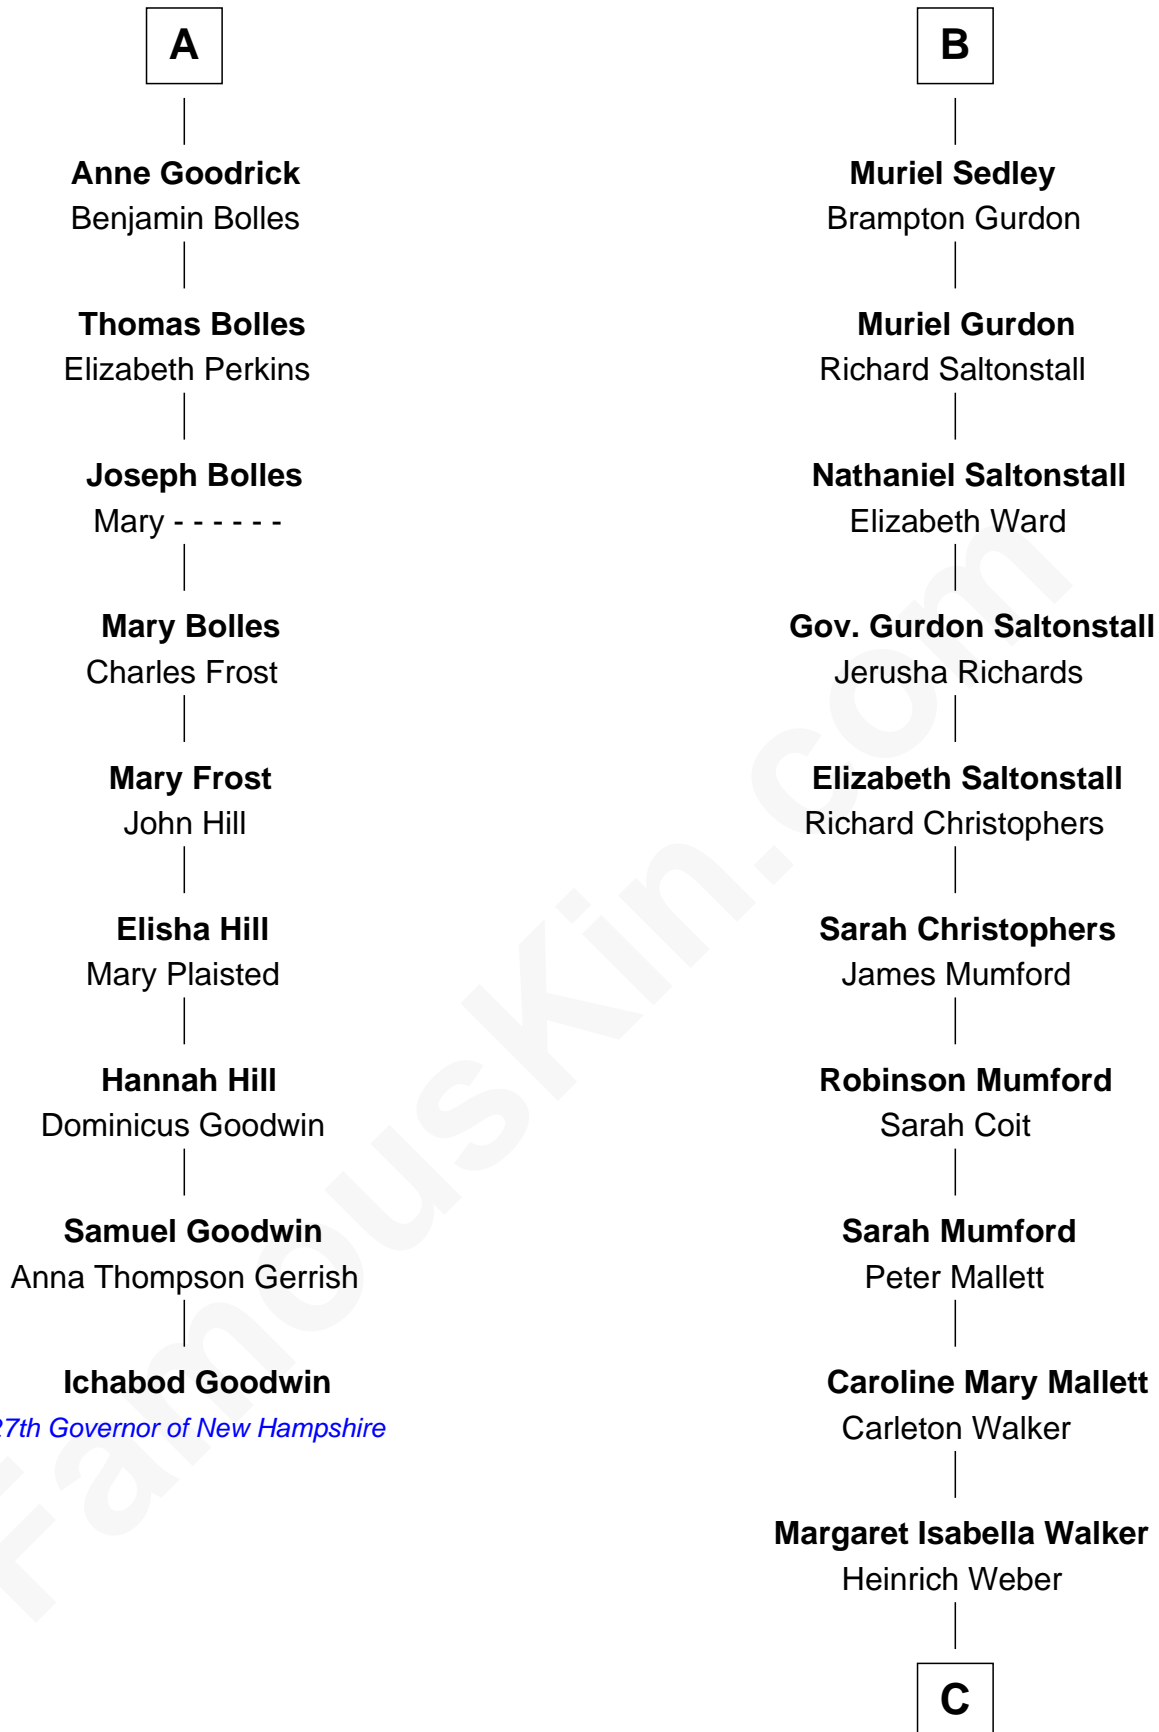 A
Anne Goodrick
Benjamin Bolles
Thomas Bolles
Elizabeth Perkins
Joseph Bolles
Mary - - - - - -
Mary Bolles
Charles Frost
Mary Frost
John Hill
Elisha Hill
Mary Plaisted
Hannah Hill
Dominicus Goodwin
Samuel Goodwin
Anna Thompson Gerrish
Ichabod Goodwin
27th Governor of New Hampshire
B
Muriel Sedley
Brampton Gurdon
Muriel Gurdon
Richard Saltonstall
Nathaniel Saltonstall
Elizabeth Ward
Gov. Gurdon Saltonstall
Jerusha Richards
Elizabeth Saltonstall
Richard Christophers
Sarah Christophers
James Mumford
Robinson Mumford
Sarah Coit
Sarah Mumford
Peter Mallett
Caroline Mary Mallett
Carleton Walker
Margaret Isabella Walker
Heinrich Weber
C
FamousKin.com